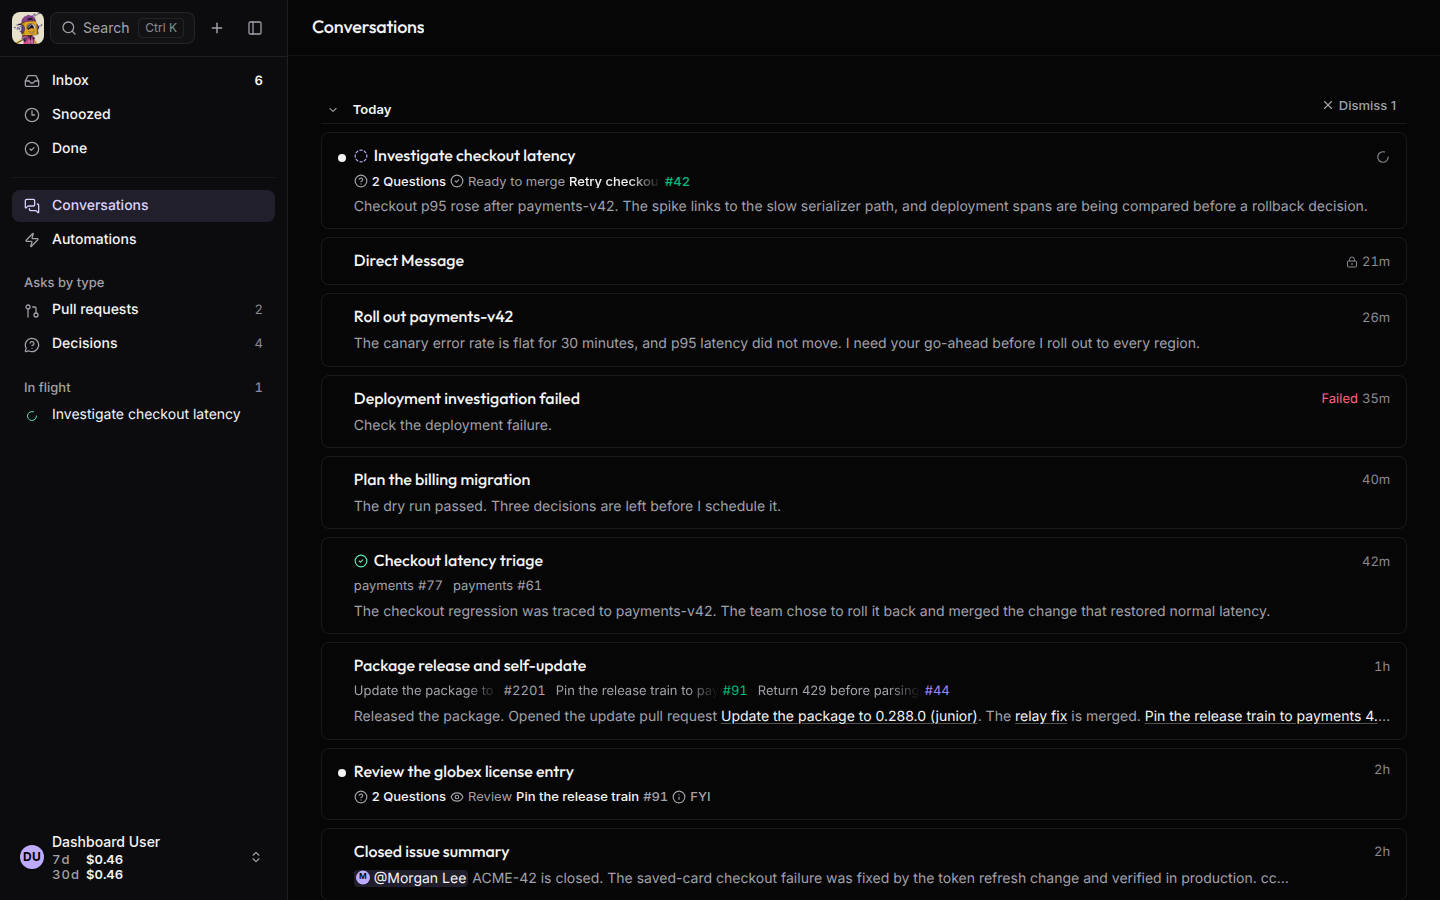 Search Ctrl K
Conversations
Inbox 6
Snoozed
Done
Conversations
Automations
Asks by type
Pull requests 2
Decisions 4
In flight 1
Investigate checkout latency
Dashboard User
DU
7d $0.46
30d $0.46
Today
Dismiss 1
Investigate checkout latency
2 Questions Ready to merge Retry checkou #42
Checkout p95 rose after payments-v42. The spike links to the slow serializer path, and deployment spans are being compared before a rollback decision.
Direct Message 21m
Roll out payments-v42 26m
The canary error rate is flat for 30 minutes, and p95 latency did not move. I need your go-ahead before I roll out to every region.
Deployment investigation failed Failed 35m
Check the deployment failure.
Plan the billing migration 40m
The dry run passed. Three decisions are left before I schedule it.
Checkout latency triage 42m
payments #77 payments #61
The checkout regression was traced to payments-v42. The team chose to roll it back and merged the change that restored normal latency.
Package release and self-update 1h
Update the package to #2201 Pin the release train to pay #91 Return 429 before parsing #44
Released the package. Opened the update pull request Update the package to 0.288.0 (junior). The relay fix is merged. Pin the release train to payments 4....
Review the globex license entry 2h
2 Questions Review Pin the release train #91 FYI
Closed issue summary 2h
M @Morgan Lee ACME-42 is closed. The saved-card checkout failure was fixed by the token refresh change and verified in production. cc...